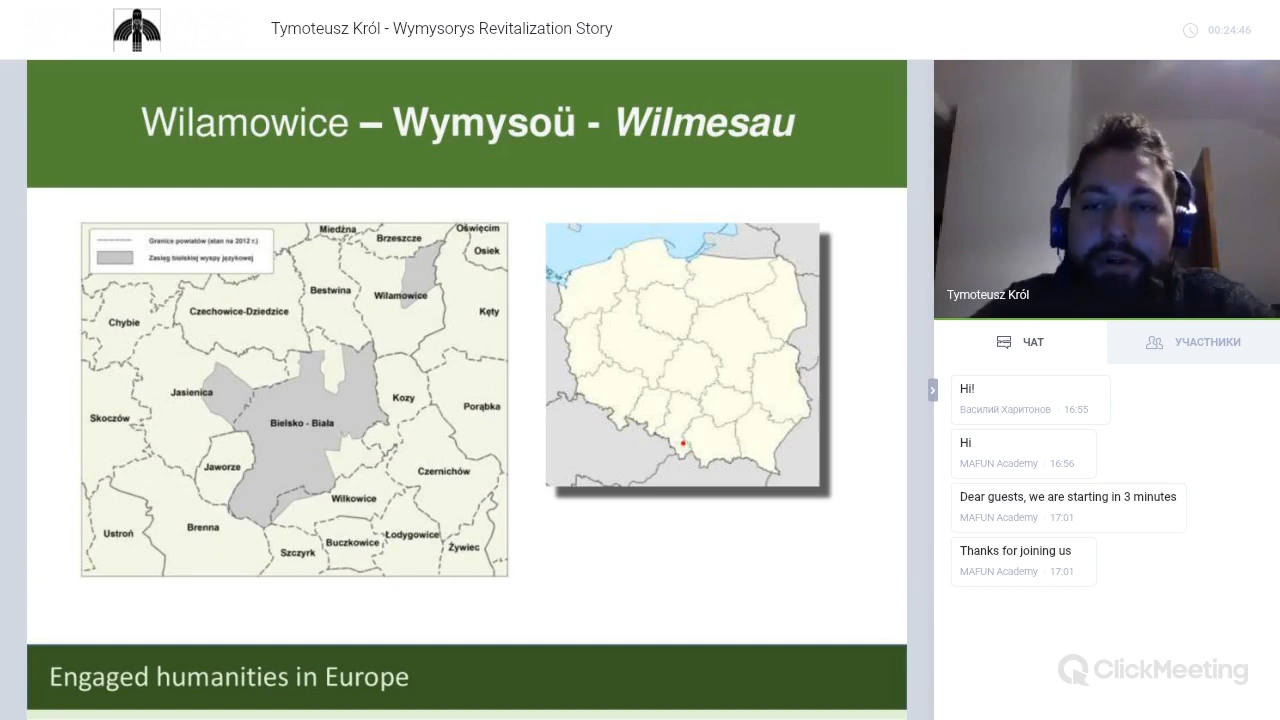 Tymoteusz Król - Wymysorys Revitalization Story
00:24:46
Wilamowice – Wymysoü - Wilmesau
Granice powiatów (stan na 2012 r.)
Zasięg bielskiej wyspy językowej
Miedźna
Brzeszcze
Oświęcim
Osiek
Bestwina
Wilamowice
Kęty
Czechowice-Dziedzice
Chybie
Jasienica
Kozy
Porąbka
Skoczów
Bielsko - Biała
Jaworze
Czernichów
Wilkowice
Ustroń
Brenna
Szczyrk
Buczkowice
Łodygowice
Żywiec
Engaged humanities in Europe
Tymoteusz Król
ЧАТ
УЧАСТНИКИ
Hi!
Василий Харитонов · 16:55
Hi
MAFUN Academy · 16:56
Dear guests, we are starting in 3 minutes
MAFUN Academy · 17:01
Thanks for joining us
MAFUN Academy · 17:01
ClickMeeting